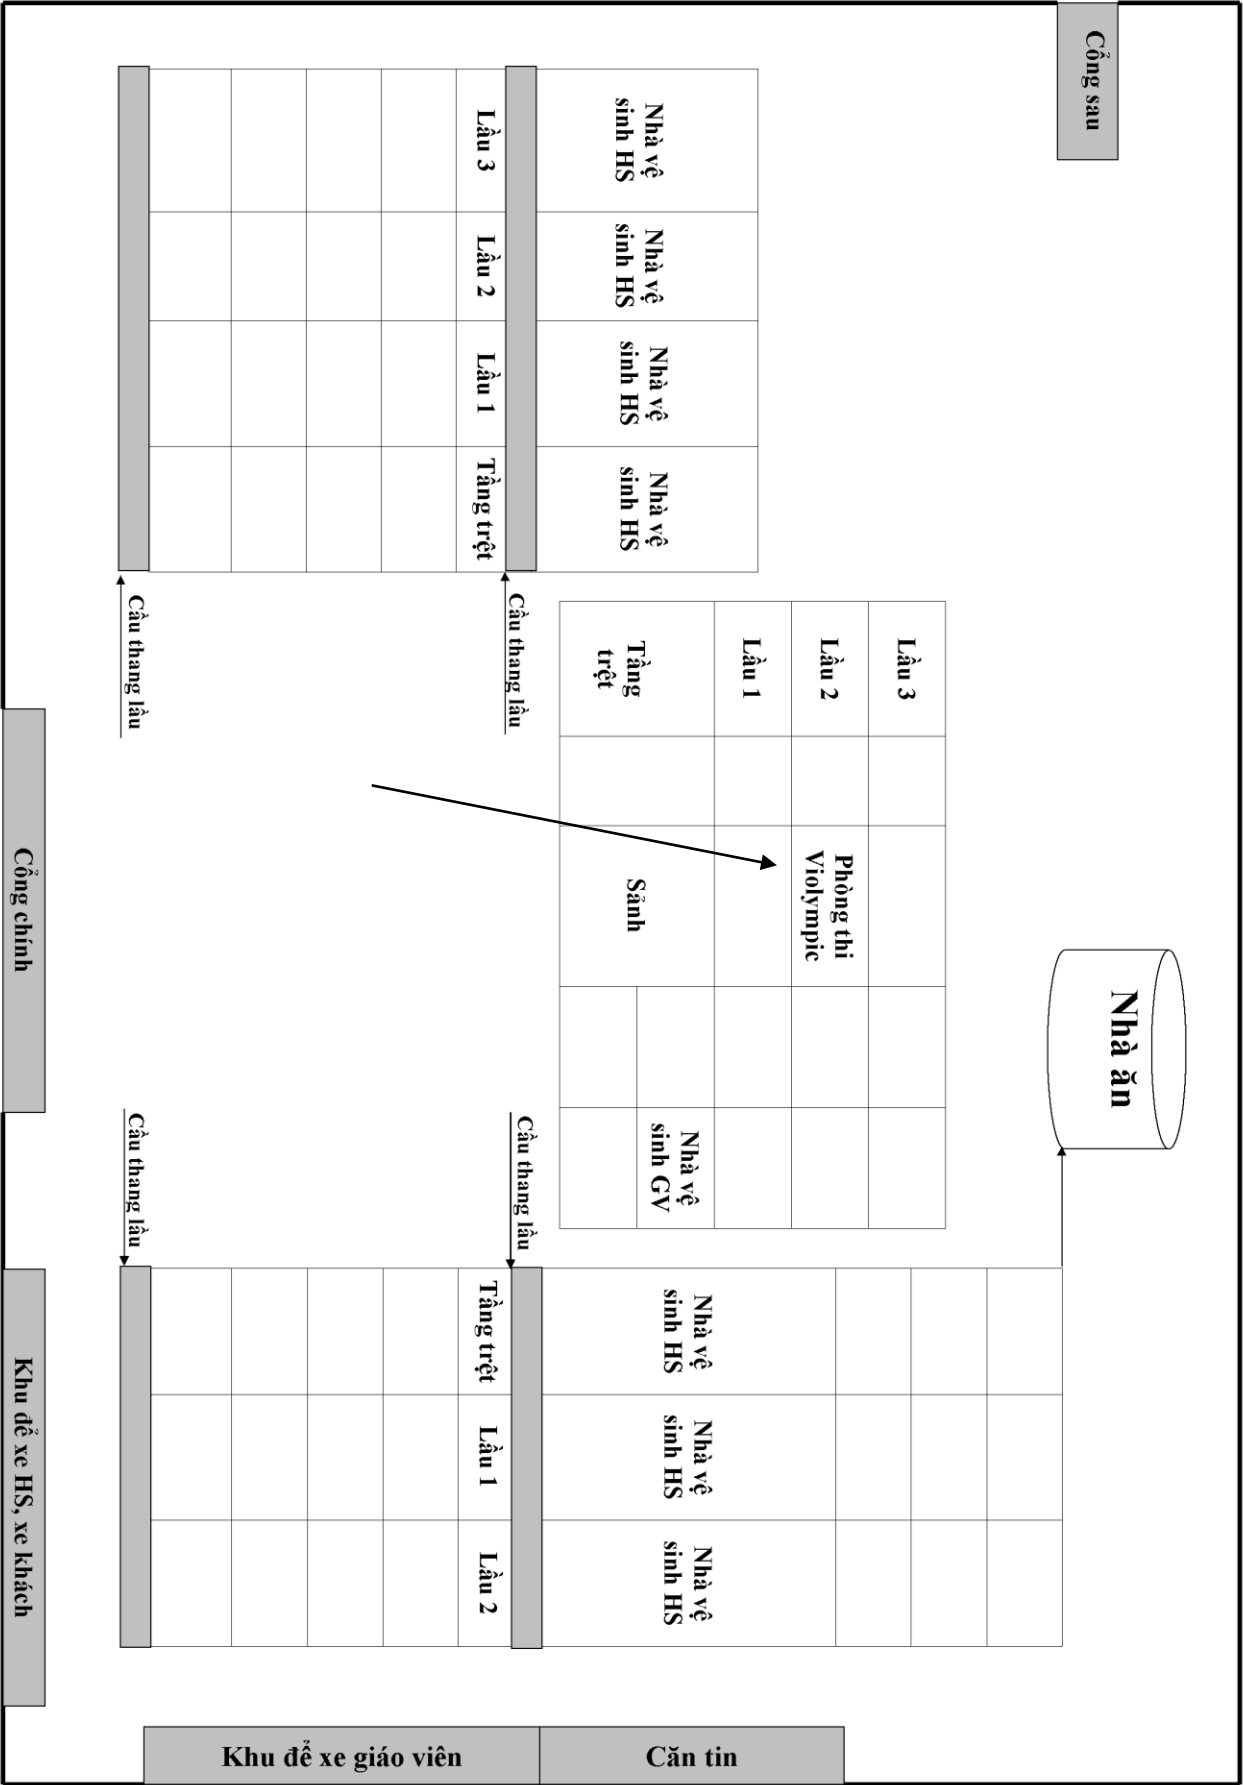 Cổng sau
Nhà ăn
Lầu 3
Lầu 2
Phòng thi
Violympic
Lầu 1
Tầng
trệt
Sảnh
Nhà vệ
sinh GV
Nhà vệ
sinh HS
Nhà vệ
sinh HS
Nhà vệ
sinh HS
Nhà vệ
sinh HS
Nhà vệ
sinh HS
Nhà vệ
sinh HS
Nhà vệ
sinh HS
Cầu thang lầu
Cầu thang lầu
Lầu 3
Lầu 2
Lầu 1
Tầng trệt
Tầng trệt
Lầu 1
Lầu 2
Cầu thang lầu
Cầu thang lầu
Cổng chính
Khu để xe HS, xe khách
Khu để xe giáo viên
Căn tin